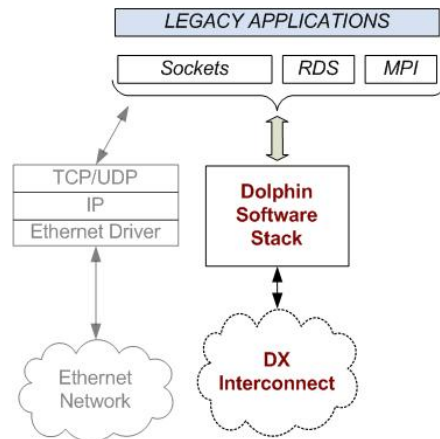 LEGACY APPLICATIONS
Sockets
RDS
MPI
TCP/UDP
IP
Ethernet Driver
Dolphin
Software
Stack
Ethernet
Network
DX
Interconnect